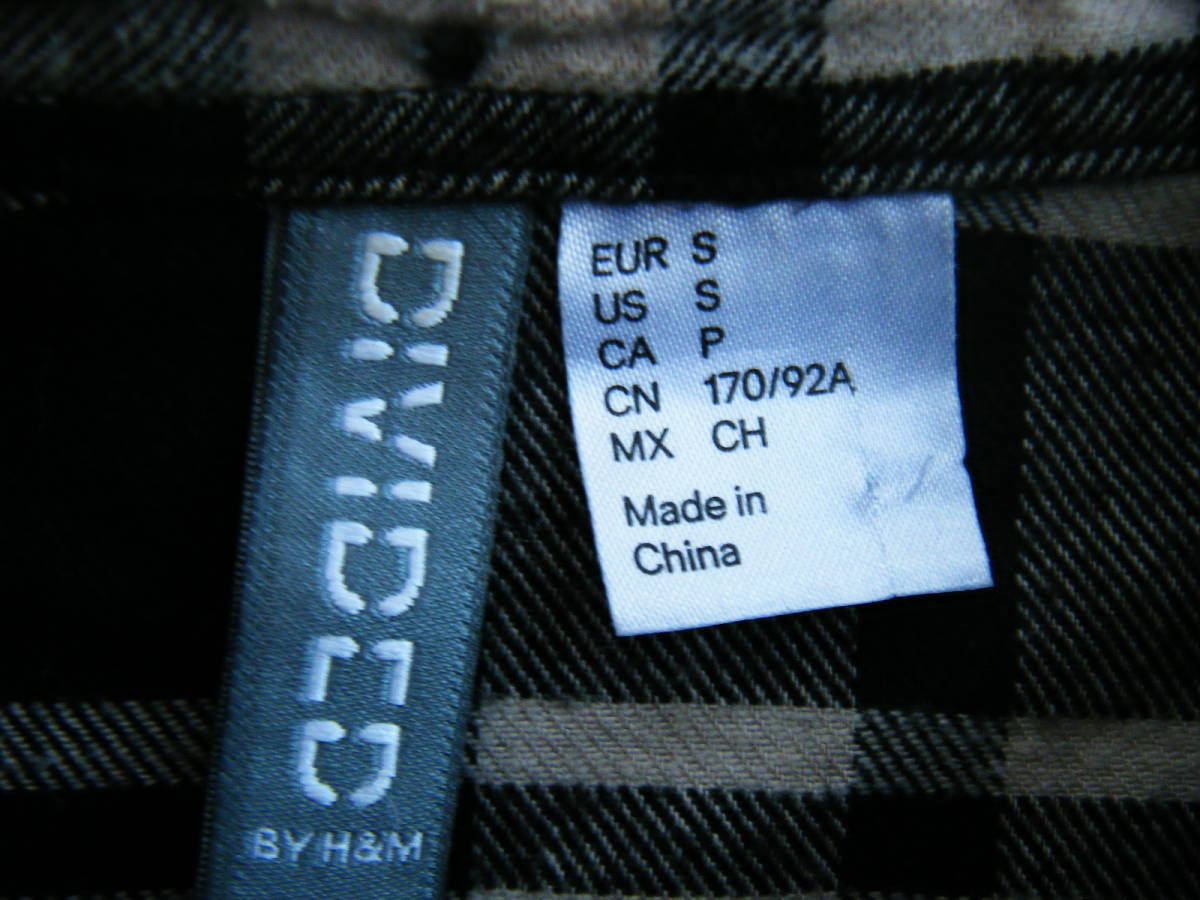 DIVIDED
BY H&M
EUR S
US S
CA P
CN 170/92A
MX CH
Made in
China